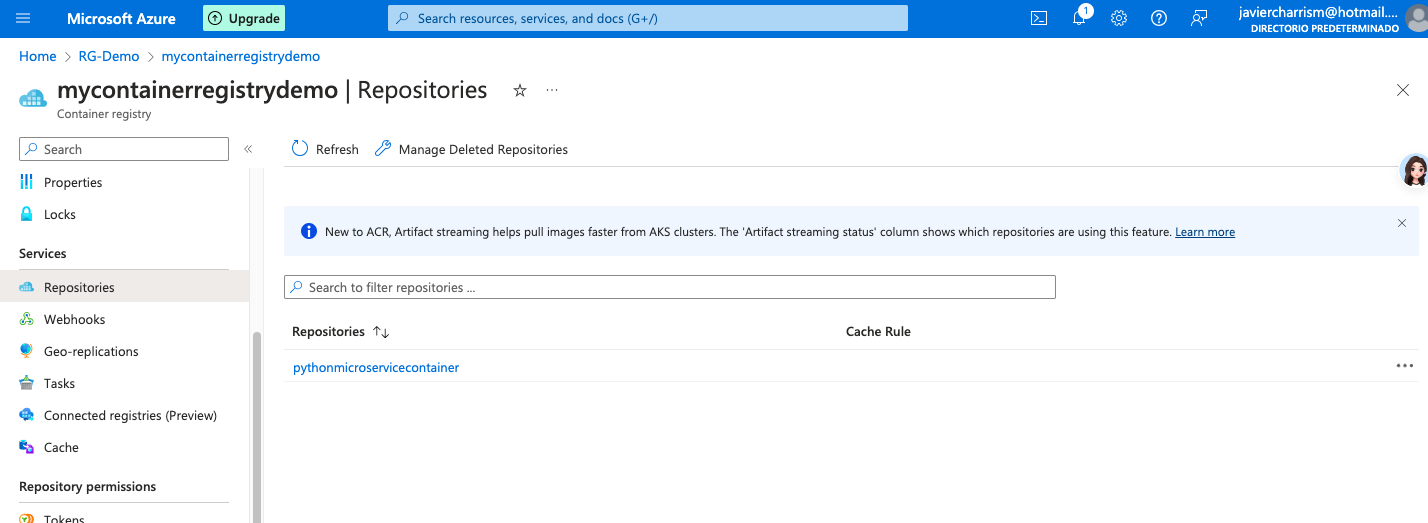 Microsoft Azure
Upgrade
Search resources, services, and docs (G+/)
1
javiercharrism@hotmail....
DIRECTORIO PREDETERMINADO
Home > RG-Demo > mycontainerregistrydemo
mycontainerregistrydemo | Repositories
Container registry
Search
Refresh
Manage Deleted Repositories
Properties
Locks
Services
Repositories
Webhooks
Geo-replications
Tasks
Connected registries (Preview)
Cache
Repository permissions
Tokens
New to ACR, Artifact streaming helps pull images faster from AKS clusters. The 'Artifact streaming status' column shows which repositories are using this feature. Learn more
Search to filter repositories ...
Repositories
Cache Rule
pythonmicroservicecontainer